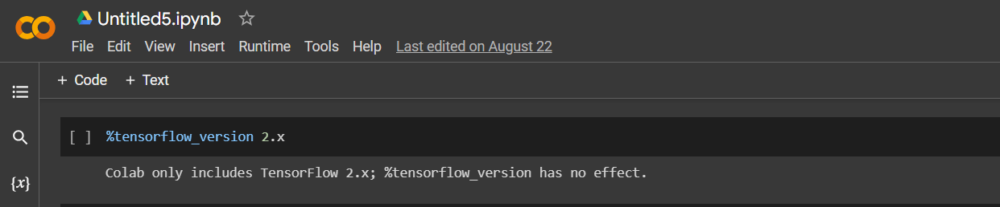 Untitled5.ipynb
File Edit View Insert Runtime Tools Help Last edited on August 22
+ Code + Text
[ ] %tensorflow_version 2.x
Colab only includes TensorFlow 2.x; %tensorflow_version has no effect.
{x}